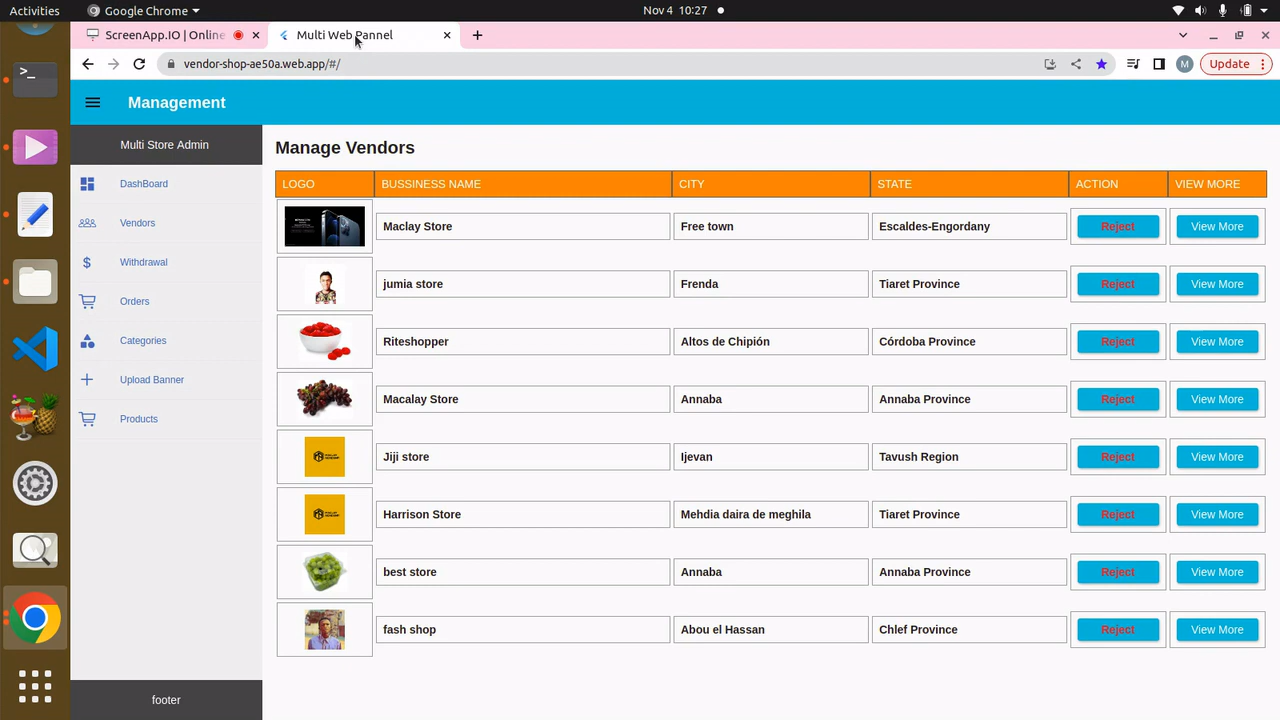 Activities Google Chrome Nov 4 10:27
ScreenApp.IO | Online Multi Web Pannel
vendor-shop-ae50a.web.app/#/ M Update
Management
Multi Store Admin
DashBoard
Vendors
Withdrawal
Orders
Categories
Upload Banner
Products
footer
Manage Vendors
LOGO BUSSINESS NAME CITY STATE ACTION VIEW MORE
Maclay Store Free town Escaldes-Engordany Reject View More
jumia store Frenda Tiaret Province Reject View More
Riteshopper Altos de Chipión Córdoba Province Reject View More
Macalay Store Annaba Annaba Province Reject View More
Jiji store Ijevan Tavush Region Reject View More
Harrison Store Mehdia daira de meghila Tiaret Province Reject View More
best store Annaba Annaba Province Reject View More
fash shop Abou el Hassan Chlef Province Reject View More